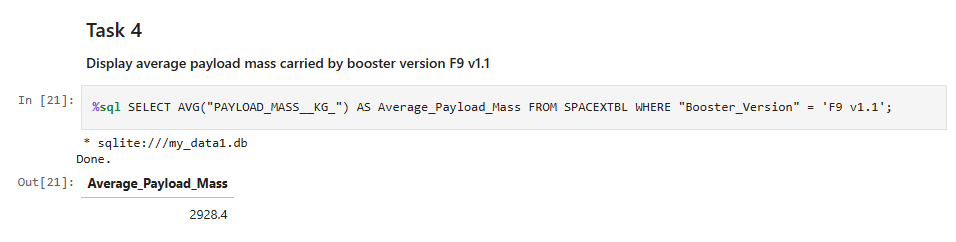 Task 4
Display average payload mass carried by booster version F9 v1.1
In [21]: %sql SELECT AVG("PAYLOAD_MASS__KG_") AS Average_Payload_Mass FROM SPACEXTBL WHERE "Booster_Version" = 'F9 v1.1';
* sqlite:///my_data1.db
Done.
Out[21]: Average_Payload_Mass
2928.4